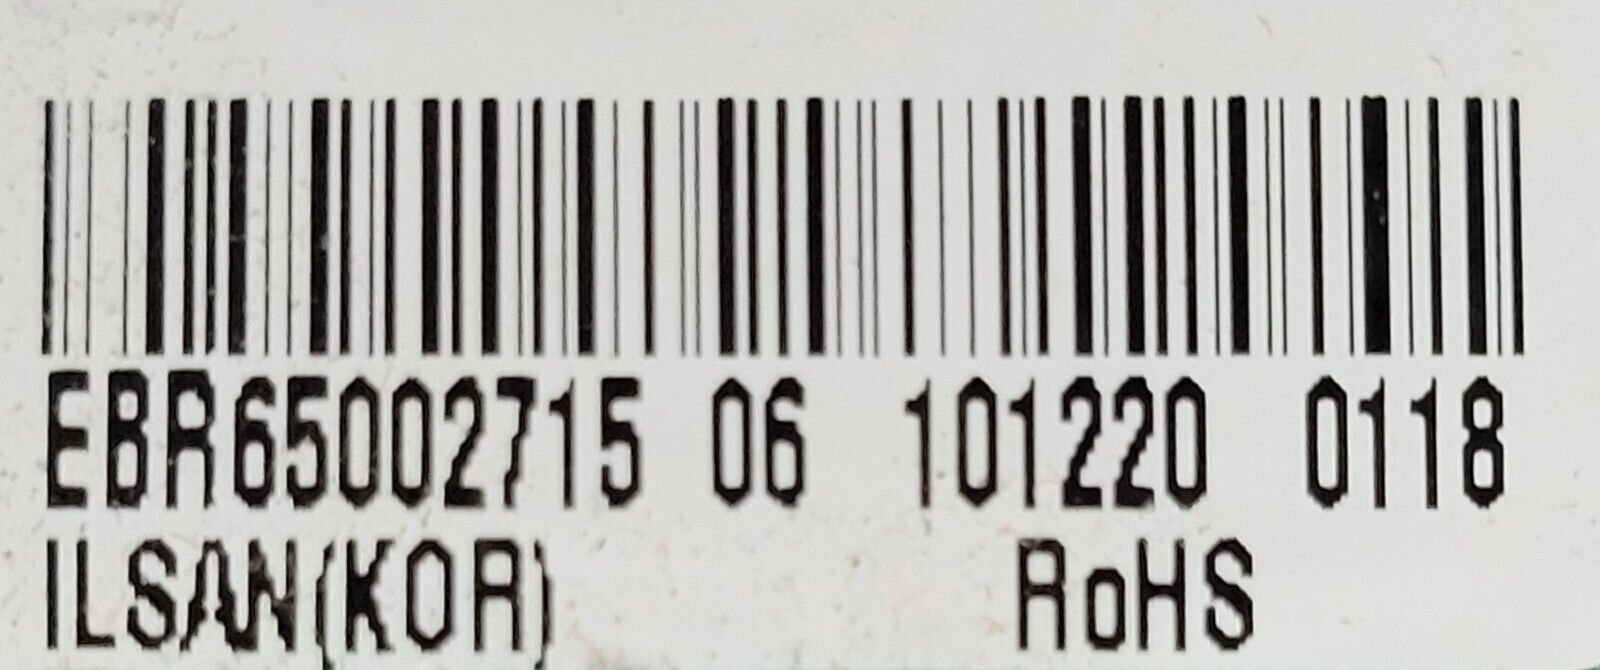 EBR65002715 06 101220 0118
ILSAN(KOR) RoHS